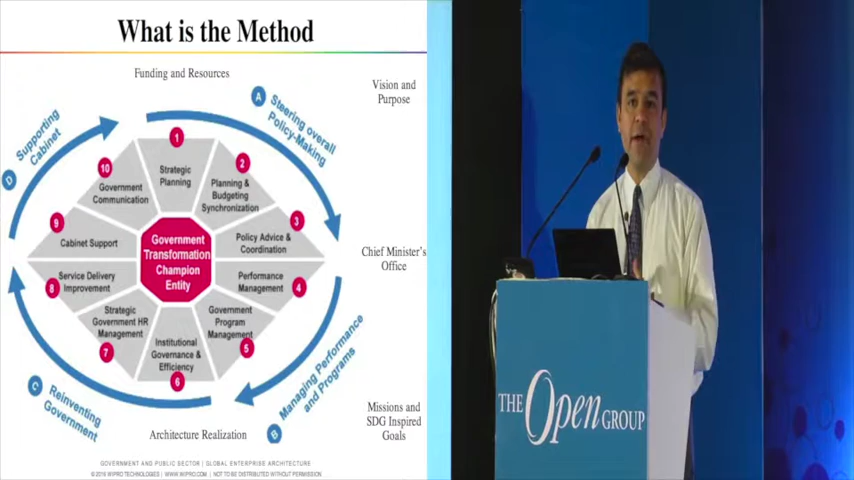 What is the Method
Funding and Resources
Vision and
Purpose
A
Steering overall
Policy-Making
D
Supporting
Cabinet
1
Strategic
Planning
2
Planning &
Budgeting
Synchronization
3
Policy Advice &
Coordination
Chief Minister's
Office
4
Performance
Management
5
Government
Program
Management
6
Institutional
Governance &
Efficiency
7
Strategic
Government HR
Management
8
Service Delivery
Improvement
9
Cabinet Support
10
Government
Communication
Government
Transformation
Champion
Entity
B
Managing Performance
and Programs
C
Reinventing
Government
Missions and
SDG Inspired
Goals
Architecture Realization
GOVERNMENT AND PUBLIC SECTOR | GLOBAL ENTERPRISE ARCHITECTURE
© 2016 WIPRO TECHNOLOGIES | WWW.WIPRO.COM | NOT TO BE DISTRIBUTED WITHOUT PERMISSION
THE Open GROUP